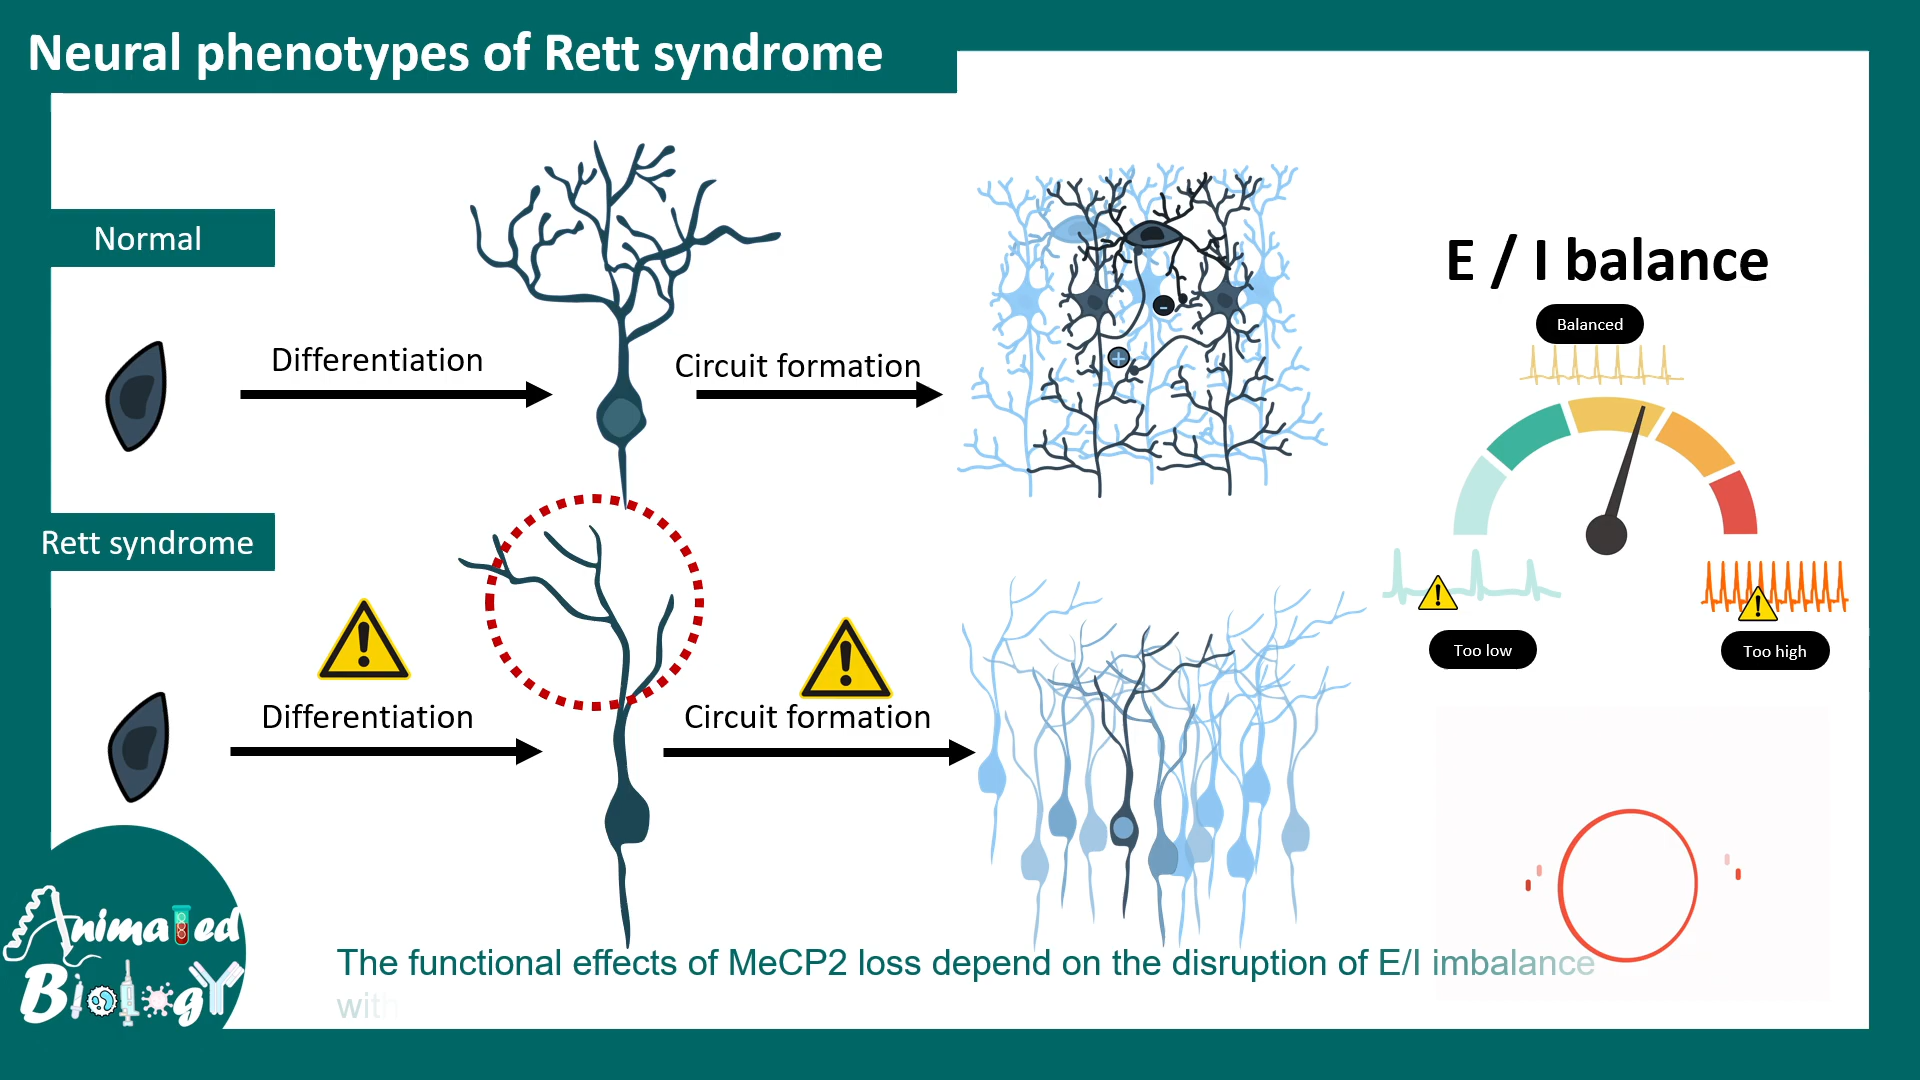 Neural phenotypes of Rett syndrome
Normal
Differentiation
Circuit formation
+
-
E / I balance
Balanced
Too low
Too high
Rett syndrome
Differentiation
Circuit formation
The functional effects of MeCP2 loss depend on the disruption of E/I imbalance
with
Animated
Biology